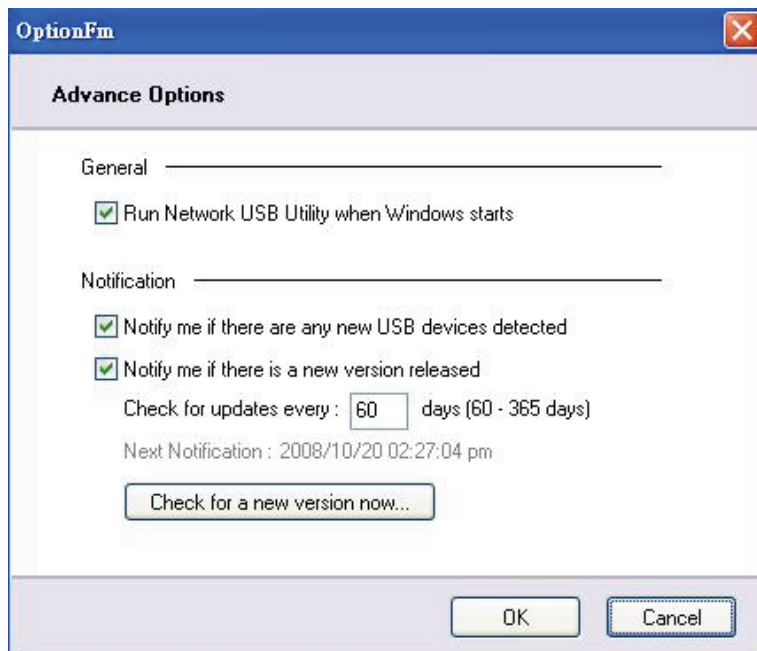 OptionFm
Advance Options
General
Run Network USB Utility when Windows starts
Notification
Notify me if there are any new USB devices detected
Notify me if there is a new version released
Check for updates every : 60 days (60 - 365 days)
Next Notification : 2008/10/20 02:27:04 pm
Check for a new version now...
OK Cancel